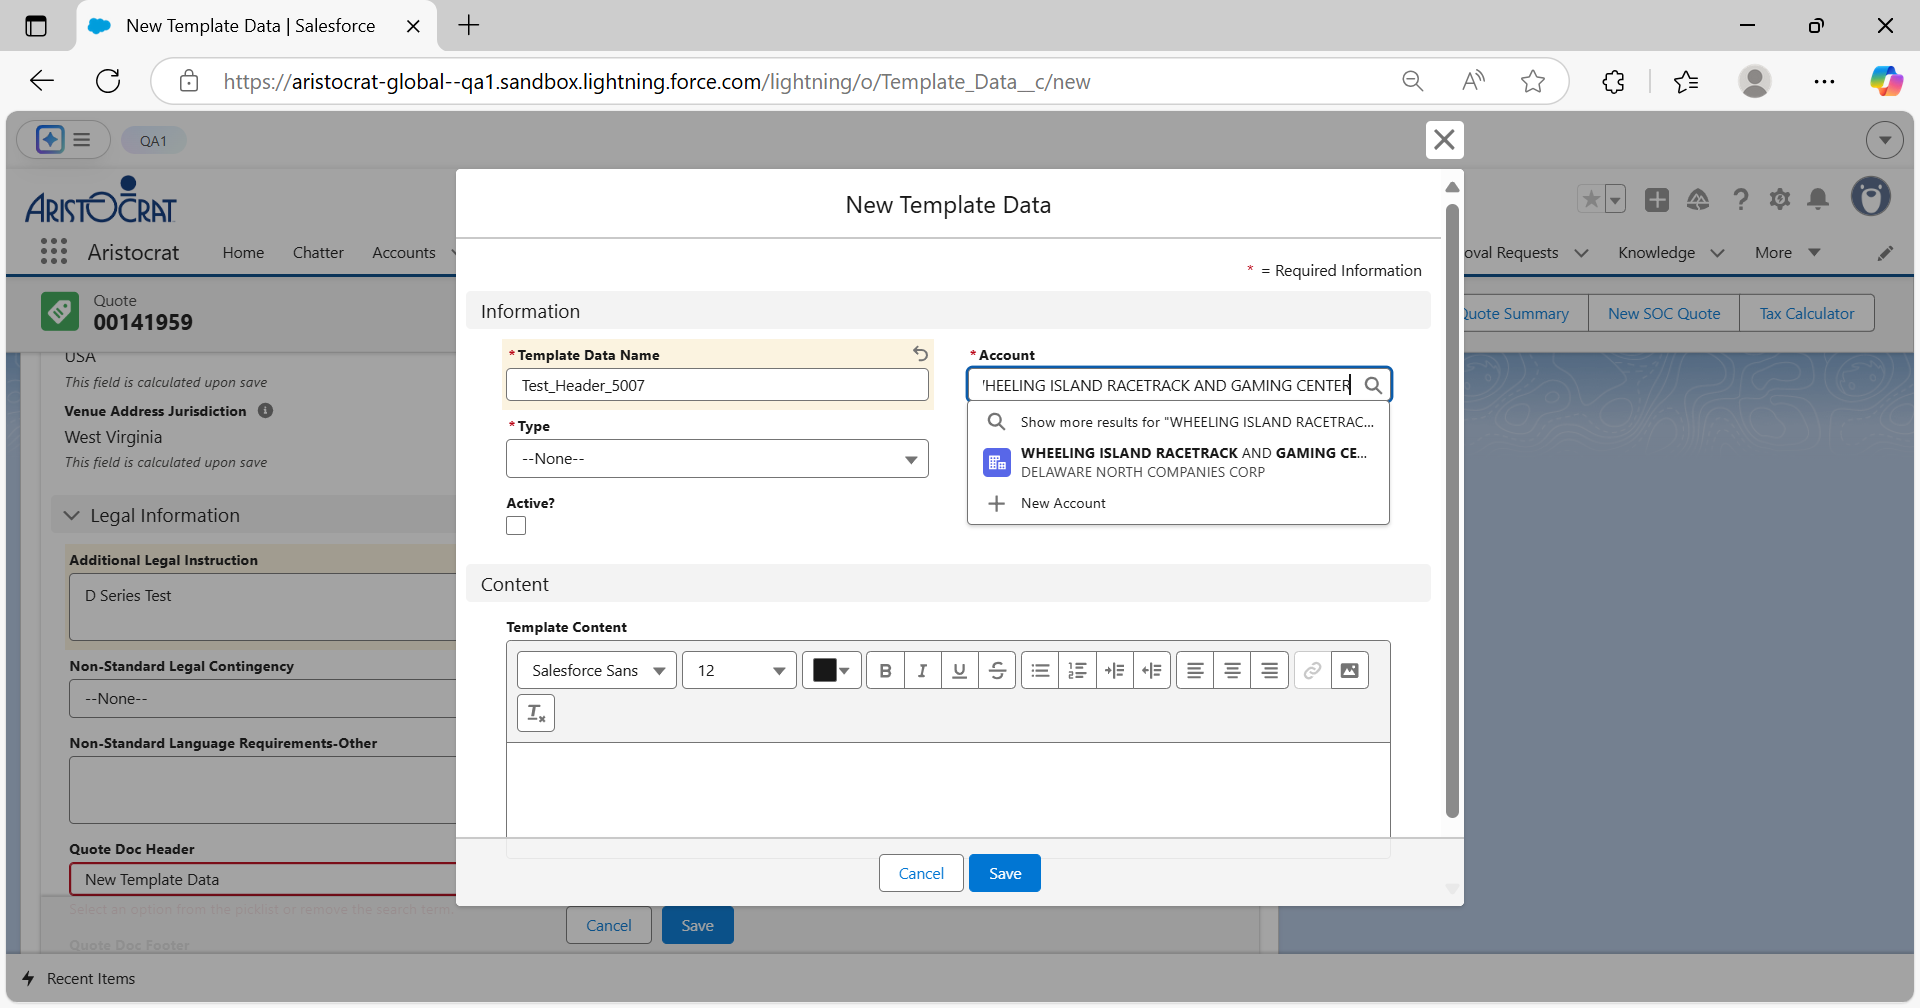 New Template Data | Salesforce
https://aristocrat-global--qa1.sandbox.lightning.force.com/lightning/o/Template_Data__c/new
QA1
ARISTOCRAT
Aristocrat
Home
Chatter
Accounts
oval Requests
Knowledge
More
Quote
00141959
Quote Summary
New SOC Quote
Tax Calculator
USA
This field is calculated upon save
Venue Address Jurisdiction
West Virginia
This field is calculated upon save
Legal Information
Additional Legal Instruction
D Series Test
Non-Standard Legal Contingency
--None--
Non-Standard Language Requirements-Other
Quote Doc Header
New Template Data
Select an option from the picklist or remove the search term.
Quote Doc Footer
Cancel
Save
Recent Items
New Template Data
* = Required Information
Information
*Template Data Name
Test_Header_5007
*Account
HEELING ISLAND RACETRACK AND GAMING CENTER
Show more results for "WHEELING ISLAND RACETRAC...
WHEELING ISLAND RACETRACK AND GAMING CE...
DELAWARE NORTH COMPANIES CORP
New Account
*Type
--None--
Active?
Content
Template Content
Salesforce Sans
12
Cancel
Save